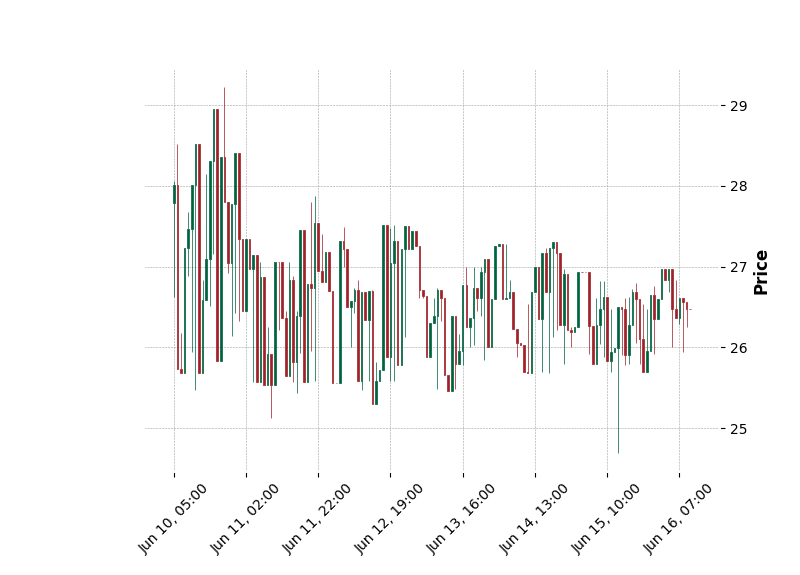 29
28
27
26
25
Price
Jun 10, 05:00
Jun 11, 02:00
Jun 11, 22:00
Jun 12, 19:00
Jun 13, 16:00
Jun 14, 13:00
Jun 15, 10:00
Jun 16, 07:00